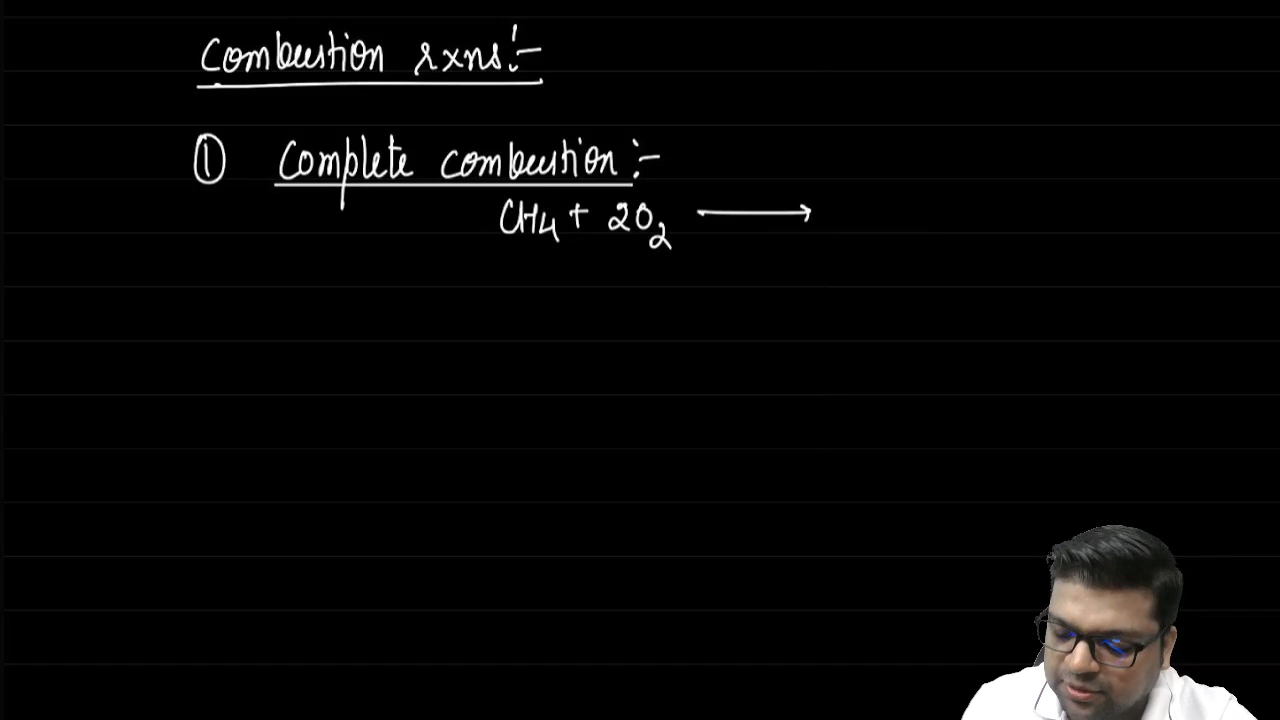 Combustion rxns:-
① Complete combustion :-
CH4 + 2O2 ⟶